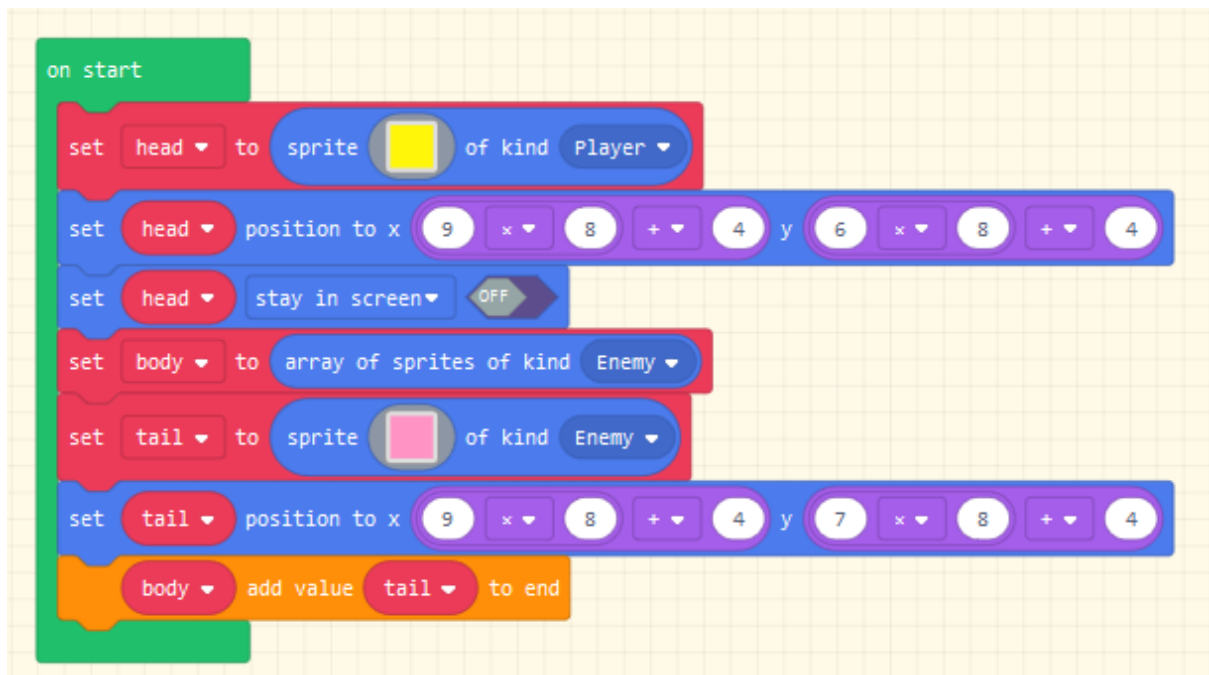 on start
set head to sprite of kind Player
set head position to x 9 × 8 + 4 y 6 × 8 + 4
set head stay in screen OFF
set body to array of sprites of kind Enemy
set tail to sprite of kind Enemy
set tail position to x 9 × 8 + 4 y 7 × 8 + 4
body add value tail to end